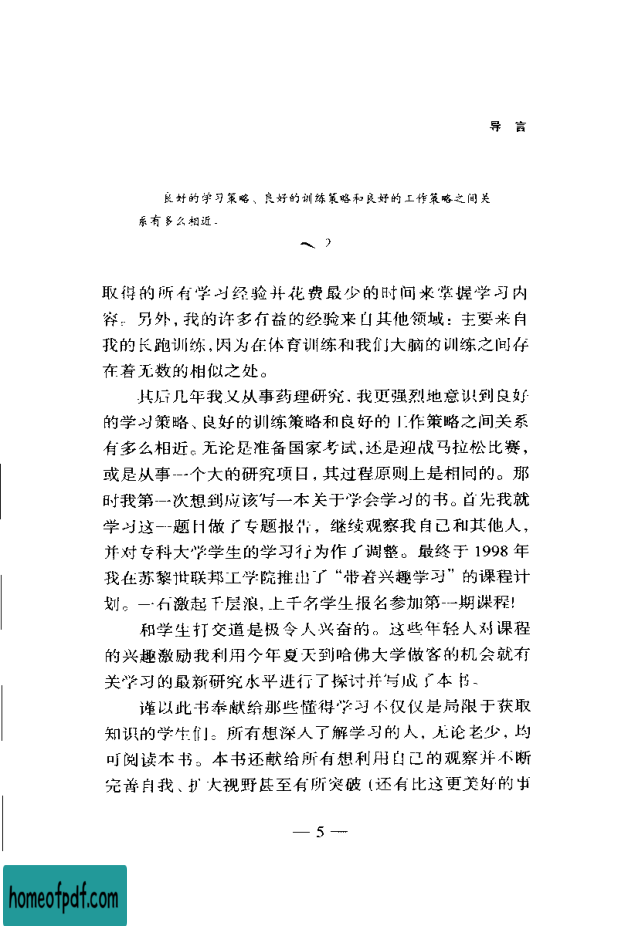 导 言
良好的学习策略、良好的训练策略和良好的工作策略之间关
系有多么相近。
取得的所有学习经验并花费最少的时间来掌握学习内
容。另外,我的许多有益的经验来自其他领域: 主要来自
我的长跑训练,因为在体育训练和我们大脑的训练之间存
在着无数的相似之处。
其后几年我又从事药理研究,我更强烈地意识到良好
的学习策略、良好的训练策略和良好的工作策略之间关系
有多么相近。无论是准备国家考试,还是迎战马拉松比赛,
或是从事一个大的研究项目, 其过程原则上是相同的。那
时我第一次想到应该写一本关于学会学习的书。首先我就
学习这一题目做了专题报告, 继续观察我自己和其他人,
并对专科大学学生的学习行为作了调整。最终于 1998 年
我在苏黎世联邦工学院推出了 “带着兴趣学习” 的课程计
划。一石激起千层浪, 上千名学生报名参加第一期课程!
和学生打交道是极令人兴奋的。这些年轻人对课程
的兴趣激励我利用今年夏天到哈佛大学做客的机会就有
关学习的最新研究水平进行了探讨并写成了本书。
谨以此书奉献给那些懂得学习不仅仅是局限于获取
知识的学生们。所有想深入了解学习的人, 无论老少, 均
可阅读本书。本书还献给所有想利用自己的观察并不断
完善自我、扩大视野甚至有所突破 (还有比这更美好的事
— 5 —
homeofpdf.com